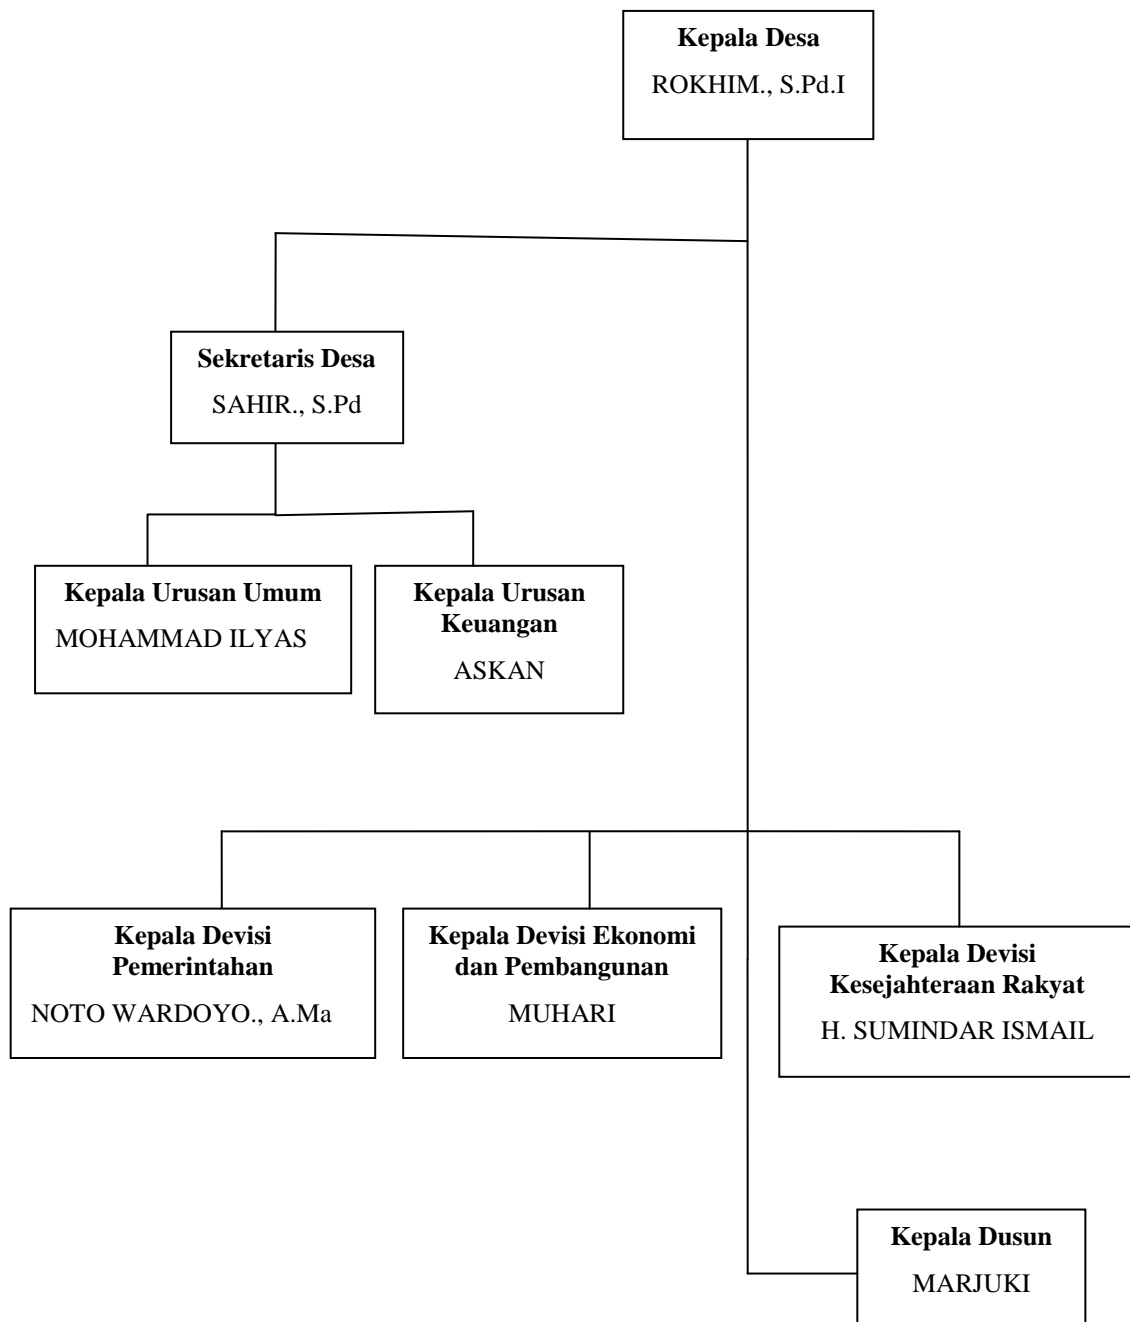 Kepala Desa
ROKHIM., S.Pd.I
Sekretaris Desa
SAHIR., S.Pd
Kepala Urusan Umum
MOHAMMAD ILYAS
Kepala Urusan
Keuangan
ASKAN
Kepala Devisi
Pemerintahan
NOTO WARDOYO., A.Ma
Kepala Devisi Ekonomi
dan Pembangunan
MUHARI
Kepala Devisi
Kesejahteraan Rakyat
H. SUMINDAR ISMAIL
Kepala Dusun
MARJUKI